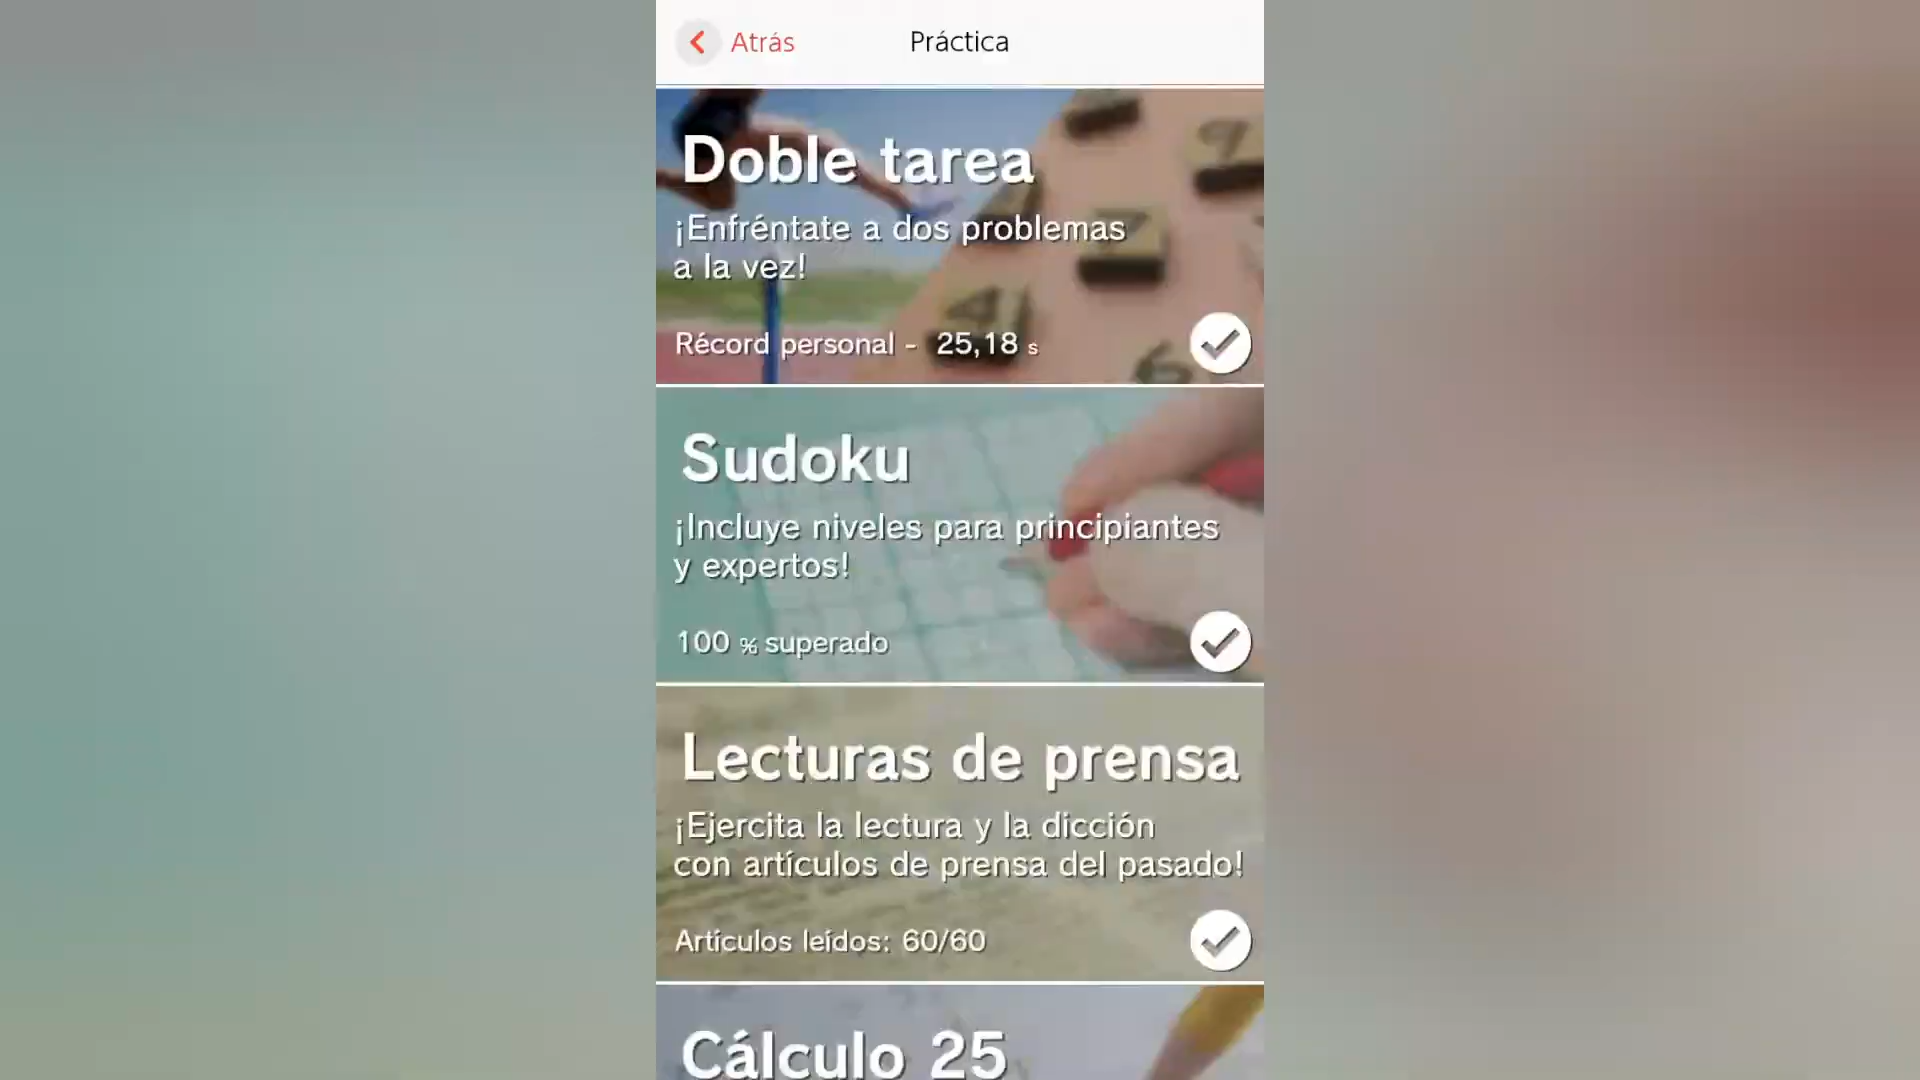 Atrás
Práctica
Doble tarea
¡Enfréntate a dos problemas
a la vez!
Récord personal - 25,18 s
Sudoku
¡Incluye niveles para principiantes
y expertos!
100 % superado
Lecturas de prensa
¡Ejercita la lectura y la dicción
con artículos de prensa del pasado!
Artículos leídos: 60/60
Cálculo 25